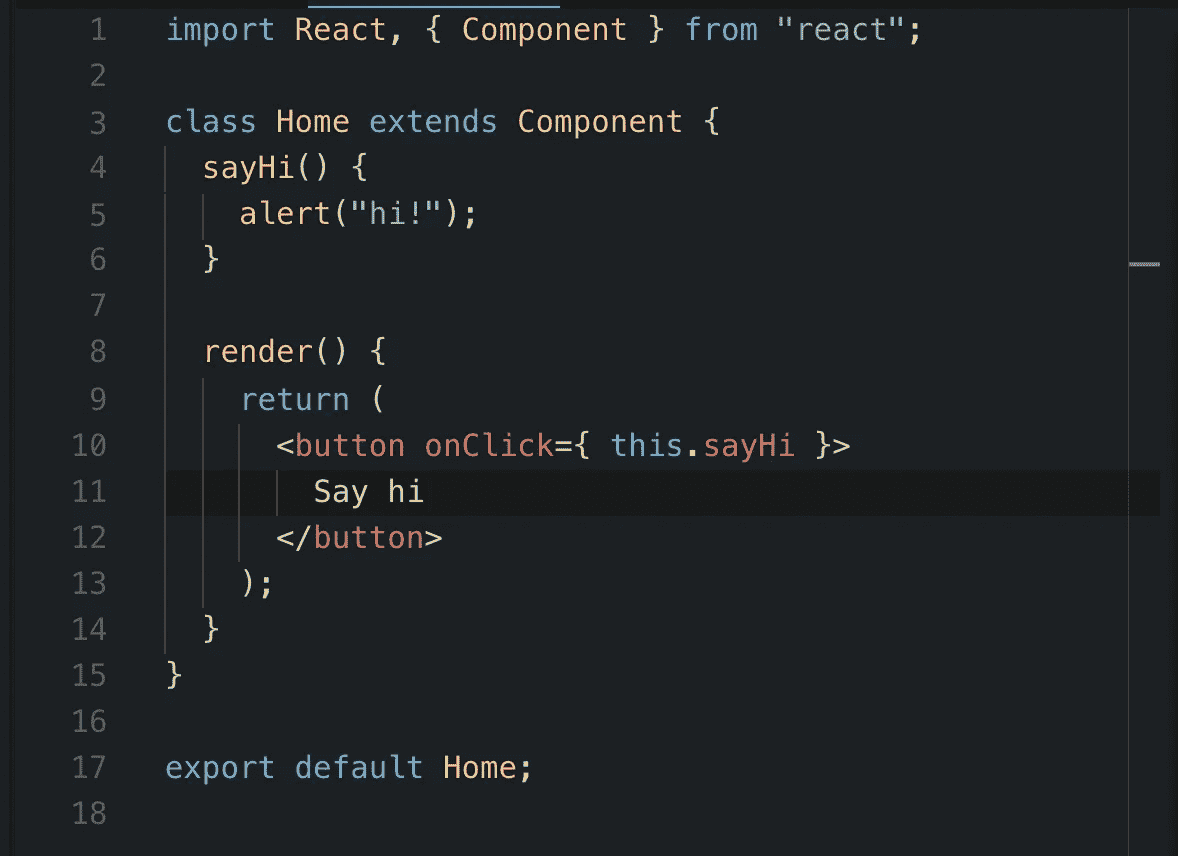 1 import React, { Component } from "react";
2
3 class Home extends Component {
4 sayHi() {
5 alert("hi!");
6 }
7
8 render() {
9 return (
10 <button onClick={ this.sayHi }>
11 Say hi
12 </button>
13 );
14 }
15 }
16
17 export default Home;
18